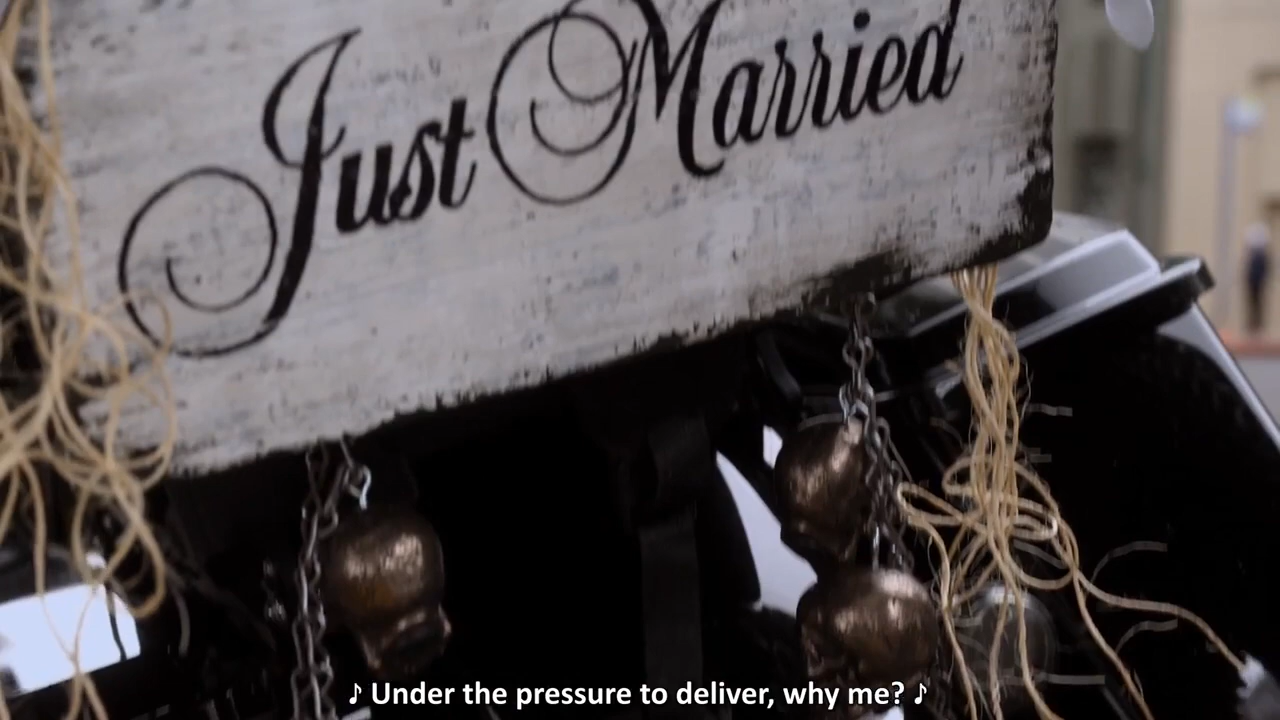 Just Married
♪ Under the pressure to deliver, why me? ♪